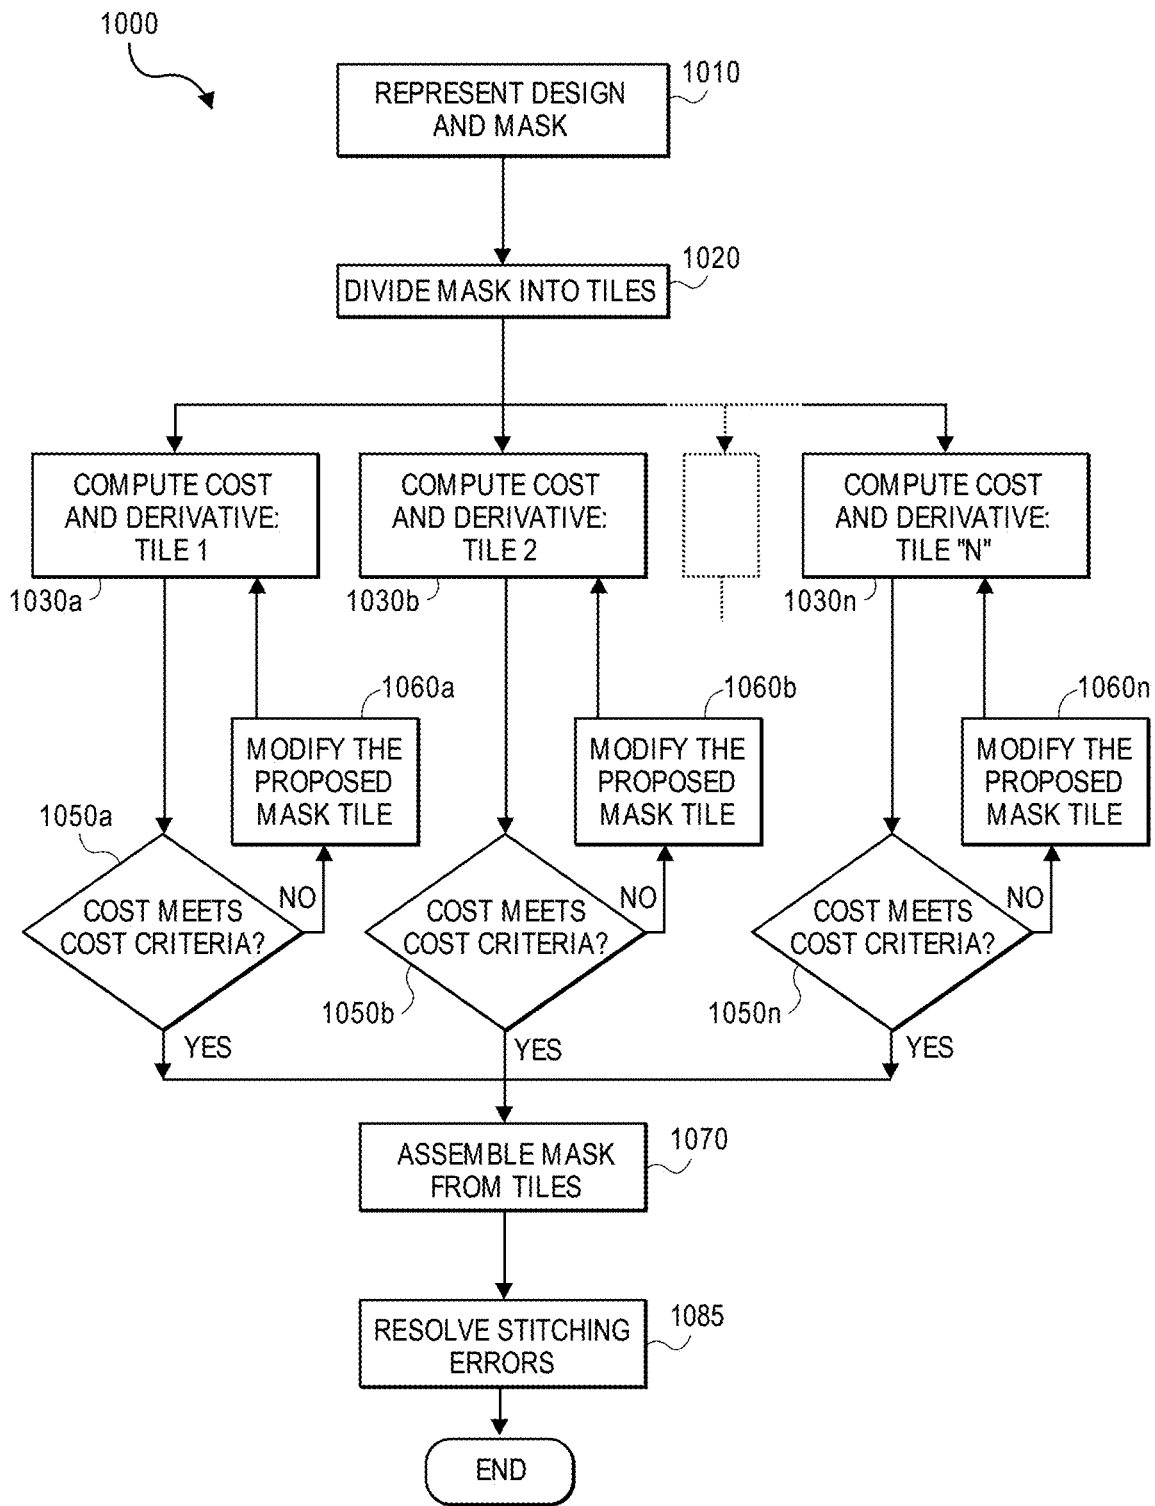 1000
REPRESENT DESIGN
AND MASK
1010
DIVIDE MASK INTO TILES
1020
COMPUTE COST
AND DERIVATIVE:
TILE 1
1030a
COMPUTE COST
AND DERIVATIVE:
TILE 2
1030b
COMPUTE COST
AND DERIVATIVE:
TILE "N"
1030n
1060a
MODIFY THE
PROPOSED
MASK TILE
1060b
MODIFY THE
PROPOSED
MASK TILE
1060n
MODIFY THE
PROPOSED
MASK TILE
1050a
COST MEETS
COST CRITERIA?
NO
YES
COST MEETS
COST CRITERIA?
1050b
NO
YES
COST MEETS
COST CRITERIA?
1050n
NO
YES
ASSEMBLE MASK
FROM TILES
1070
RESOLVE STITCHING
ERRORS
1085
END